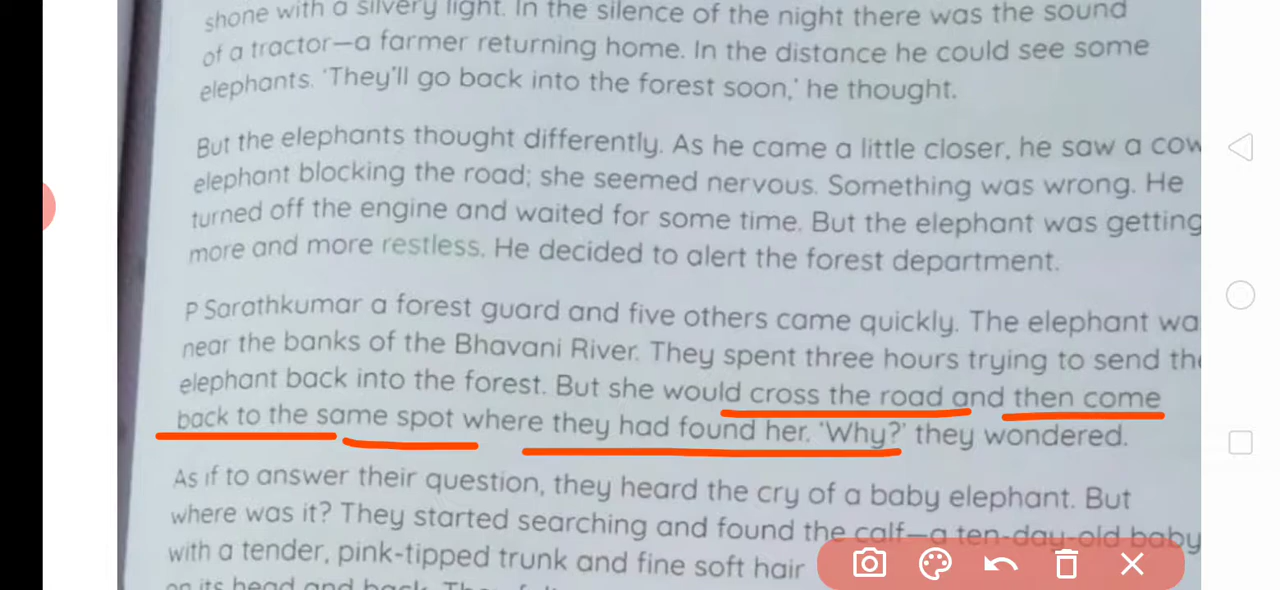 shone with a silvery light. In the silence of the night there was the sound
of a tractor—a farmer returning home. In the distance he could see some
elephants. 'They'll go back into the forest soon,' he thought.
But the elephants thought differently. As he came a little closer, he saw a cow
elephant blocking the road; she seemed nervous. Something was wrong. He
turned off the engine and waited for some time. But the elephant was getting
more and more restless. He decided to alert the forest department.
P Sarathkumar a forest guard and five others came quickly. The elephant wa
near the banks of the Bhavani River. They spent three hours trying to send the
elephant back into the forest. But she would cross the road and then come
back to the same spot where they had found her. 'Why?' they wondered.
As if to answer their question, they heard the cry of a baby elephant. But
where was it? They started searching and found the calf—a ten-day-old baby
with a tender, pink-tipped trunk and fine soft hair
on its head and back.